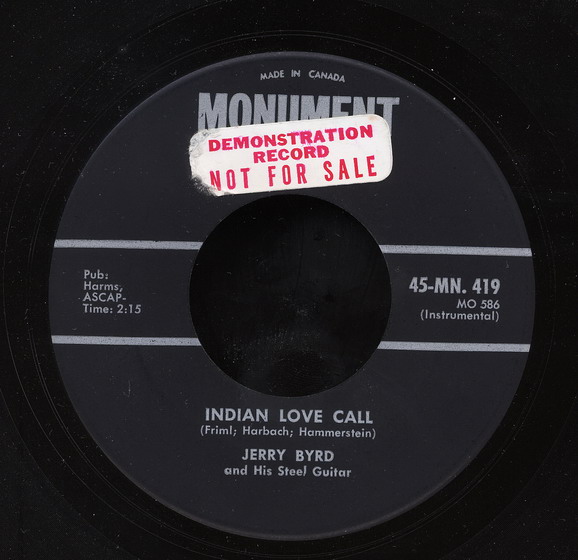 MADE IN CANADA
MONUMENT
DEMONSTRATION
RECORD
NOT FOR SALE
Pub:
Harms,
ASCAP-
Time: 2:15
45-MN. 419
MO 586
(Instrumental)
INDIAN LOVE CALL
(Friml; Harbach; Hammerstein)
JERRY BYRD
and His Steel Guitar